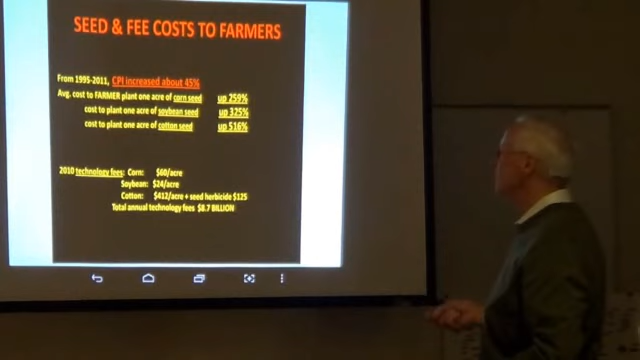 SEED & FEE COSTS TO FARMERS
From 1995-2011, CPI increased about 45%
Avg. cost to FARMER plant one acre of corn seed up 259%
cost to plant one acre of soybean seed up 325%
cost to plant one acre of cotton seed up 516%
2010 technology fees: Corn: $60/acre
Soybean: $24/acre
Cotton: $412/acre + seed herbicide $125
Total annual technology fees $8.7 BILLION